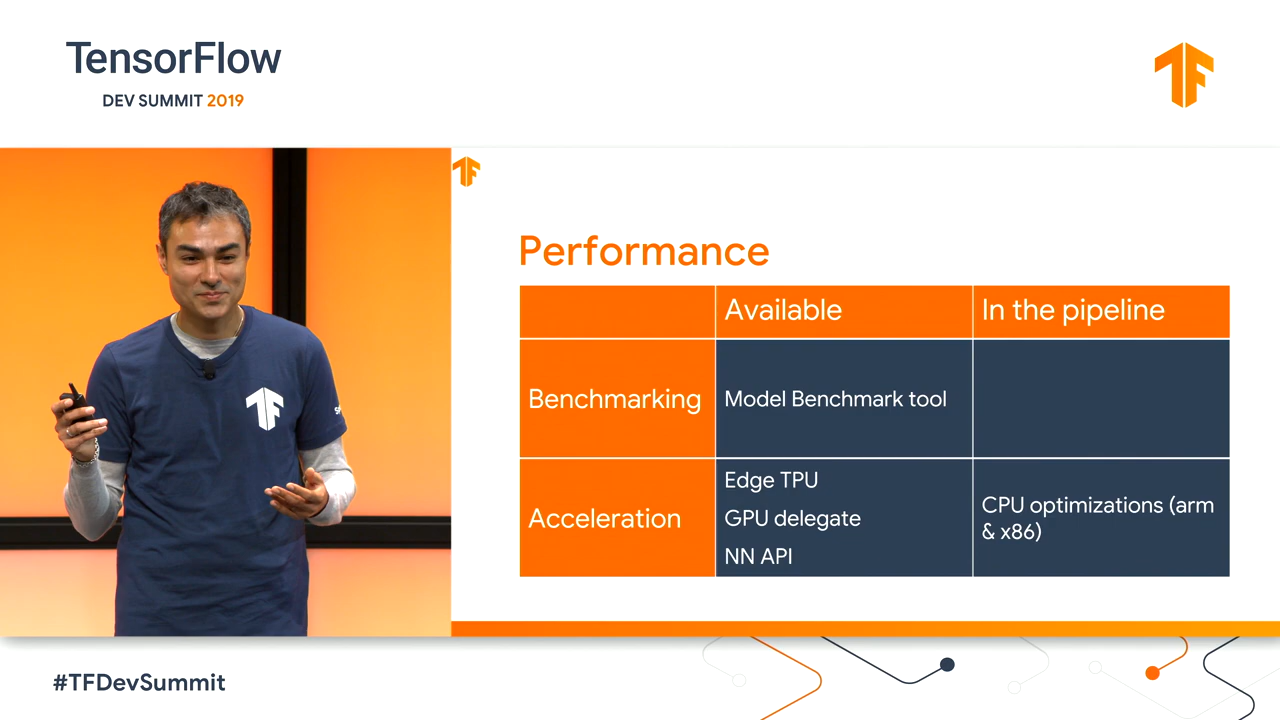 TensorFlow
DEV SUMMIT 2019
Performance
Available
In the pipeline
Benchmarking
Model Benchmark tool
Acceleration
Edge TPU
GPU delegate
NN API
CPU optimizations (arm
& x86)
#TFDevSummit